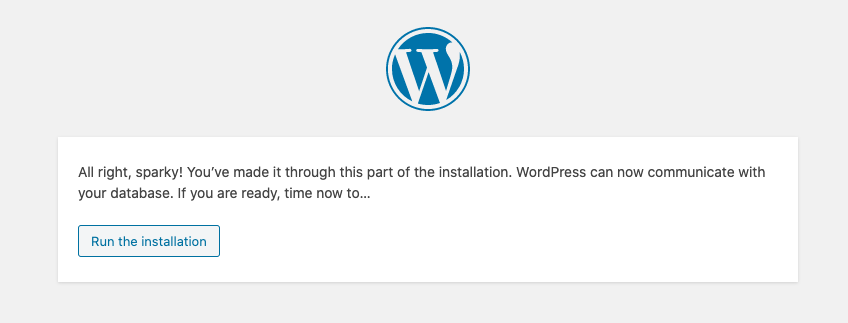 All right, sparky! You’ve made it through this part of the installation. WordPress can now communicate with
your database. If you are ready, time now to…
Run the installation